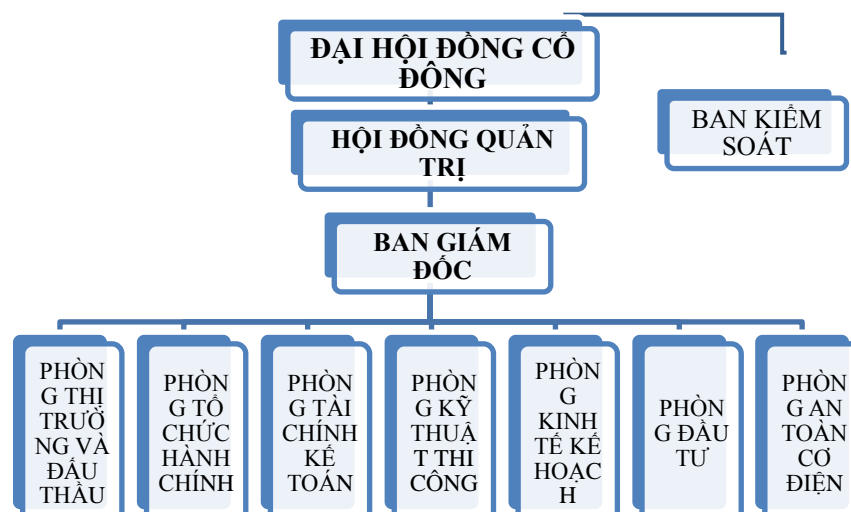 ĐẠI HỘI ĐỒNG CỔ
ĐÔNG
BAN KIỂM
SOÁT
HỘI ĐỒNG QUẢN
TRỊ
BAN GIÁM
ĐỐC
PHÒN
G THỊ
TRƯỜ
NG VÀ
ĐẤU
THẦU
PHÒN
G TỔ
CHỨC
HÀNH
CHÍNH
PHÒN
G TÀI
CHÍNH
KẾ
TOÁN
PHÒN
G KỸ
THUẬ
T THI
CÔNG
PHÒN
G
KINH
TẾ KẾ
HOẠC
H
PHÒN
G ĐẦU
TƯ
PHÒN
G AN
TOÀN
CƠ
ĐIỆN